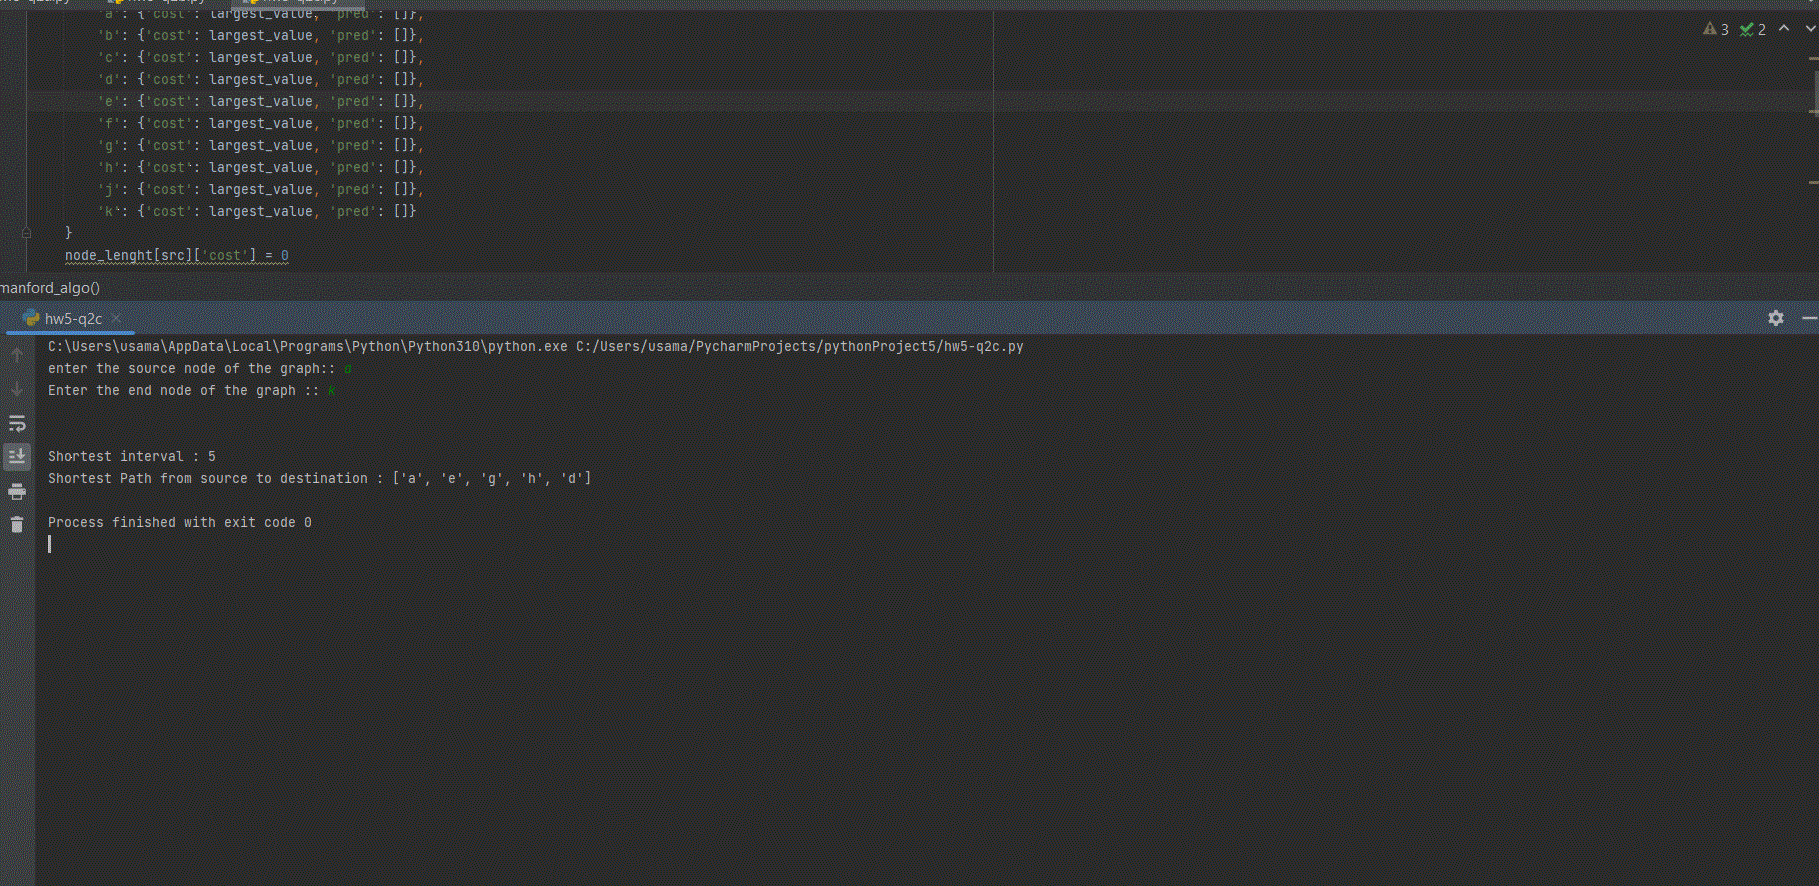 'a': {'cost': largest_value, 'pred': []},
3 2
'b': {'cost': largest_value, 'pred': []},
'c': {'cost': largest_value, 'pred': []},
'd': {'cost': largest_value, 'pred': []},
'e': {'cost': largest_value, 'pred': []},
'f': {'cost': largest_value, 'pred': []},
'g': {'cost': largest_value, 'pred': []},
'h': {'cost': largest_value, 'pred': []},
'j': {'cost': largest_value, 'pred': []},
'k': {'cost': largest_value, 'pred': []}
}
node_lenght[src]['cost'] = 0
manford_algo()
hw5-q2c
C:\Users\usama\AppData\Local\Programs\Python\Python310\python.exe C:/Users/usama/PycharmProjects/pythonProject5/hw5-q2c.py
enter the source node of the graph:: a
Enter the end node of the graph :: k
Shortest interval : 5
Shortest Path from source to destination : ['a', 'e', 'g', 'h', 'd']
Process finished with exit code 0